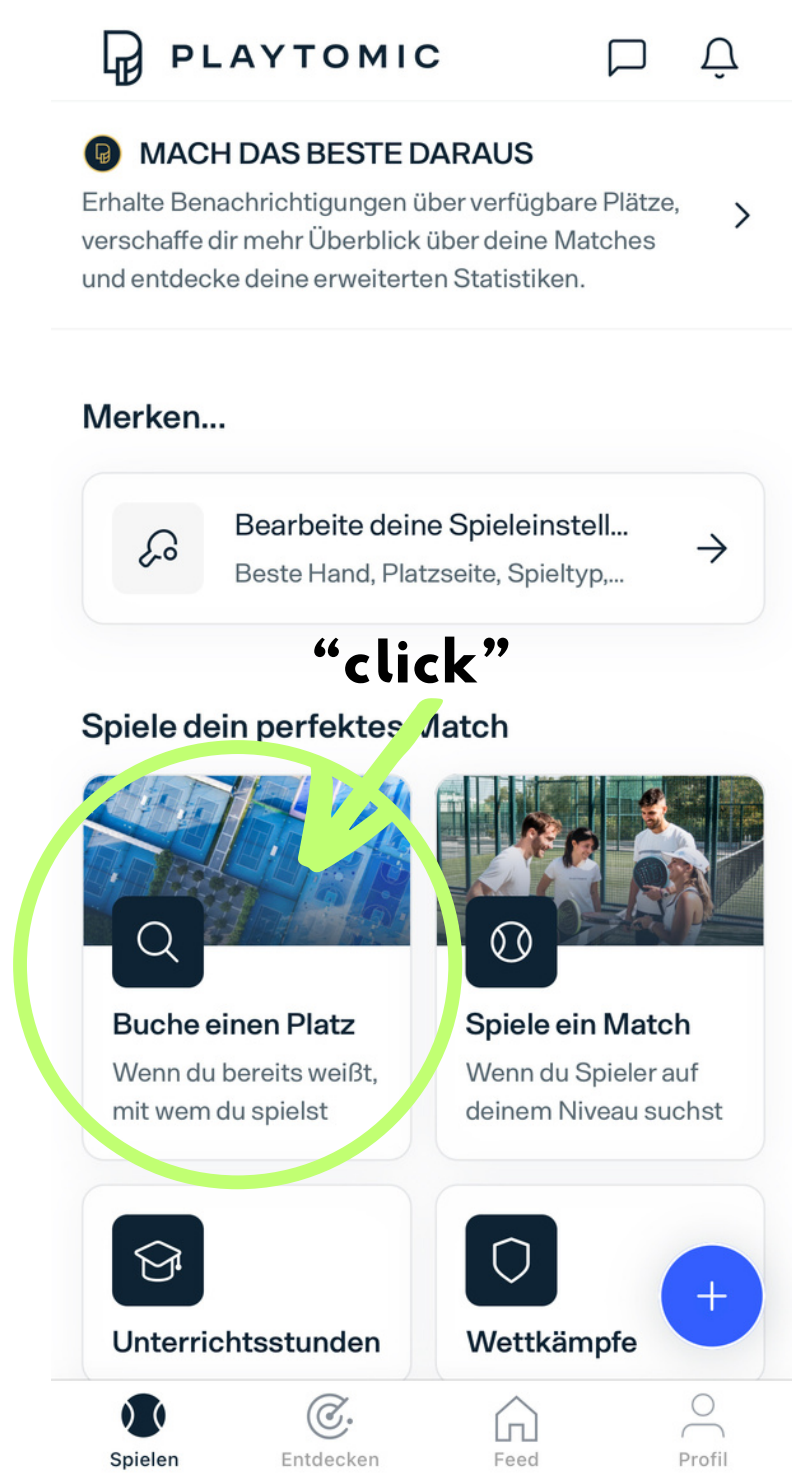 PLAYTOMIC
MACH DAS BESTE DARAUS
Erhalte Benachrichtigungen über verfügbare Plätze,
verschaffe dir mehr Überblick über deine Matches
und entdecke deine erweiterten Statistiken.
Merken...
Bearbeite deine Spieleinstell...
Beste Hand, Platzseite, Spieltyp,...
“click”
Spiele dein perfektes Match
Buche einen Platz
Wenn du bereits weißt,
mit wem du spielst
Spiele ein Match
Wenn du Spieler auf
deinem Niveau suchst
Unterrichtsstunden
Wettkämpfe
Spielen
Entdecken
Feed
Profil